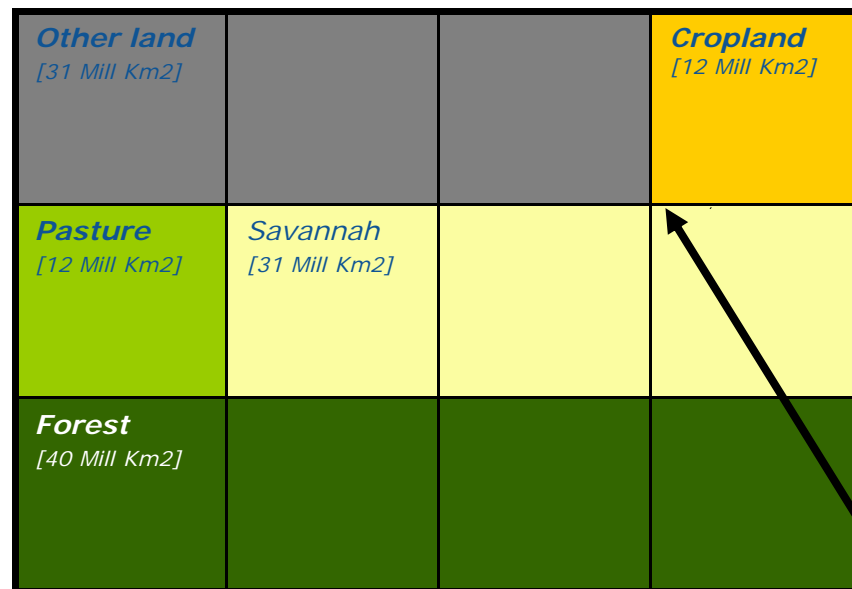 Other land
[31 Mill Km2]
Cropland
[12 Mill Km2]
Pasture
[12 Mill Km2]
Savannah
[31 Mill Km2]
Forest
[40 Mill Km2]